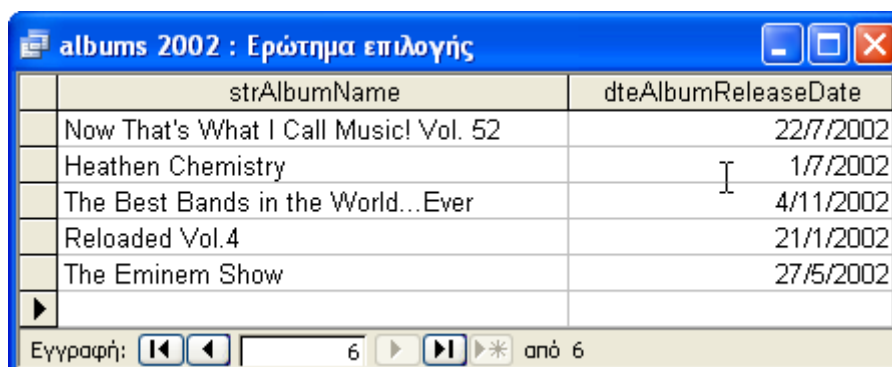 albums 2002 : Ερώτημα επιλογής
strAlbumName dteAlbumReleaseDate
Now That's What I Call Music! Vol. 52 22/7/2002
Heathen Chemistry 1/7/2002
The Best Bands in the World...Ever 4/11/2002
Reloaded Vol.4 21/1/2002
The Eminem Show 27/5/2002
Εγγραφή: 6 από 6